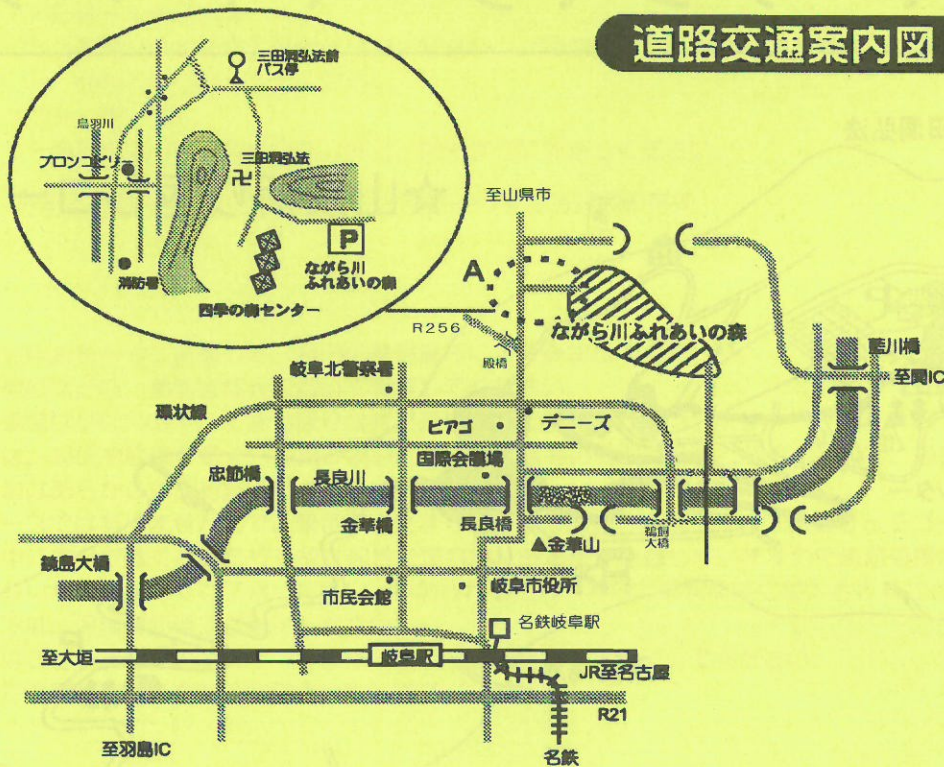 道路交通案内図
三田洞弘法前
バス停
鳥羽川
ブロンコビリー
三田洞弘法
卍
P
ながら川
ふれあいの森
消防署
四季の森センター
至山県市
A
R256
ながら川ふれあいの森
殿橋
藍川橋
至関IC
岐阜北警察署
環状線
ピアゴ
デニーズ
国際会議場
忠節橋
長良川
金華橋
長良橋
鵜飼
大橋
▲金華山
鏡島大橋
市民会館
岐阜市役所
名鉄岐阜駅
至大垣
岐阜駅
JR至名古屋
R21
至羽島IC
名鉄